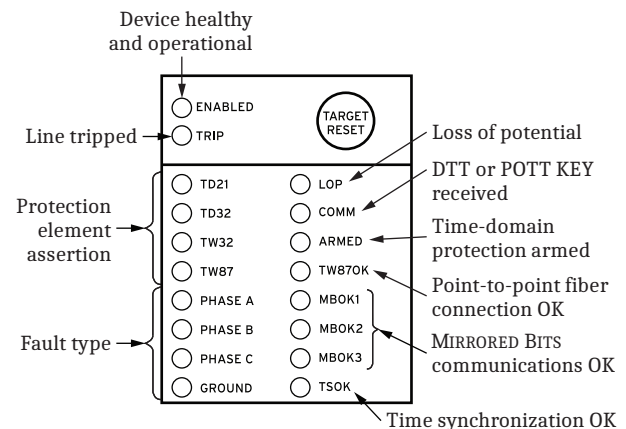 Device healthy
and operational
ENABLED
TRIP
TARGET
RESET
Line tripped
Protection
element
assertion
TD21
TD32
TW32
TW87
Fault type
PHASE A
PHASE B
PHASE C
GROUND
LOP
COMM
ARMED
TW87OK
MBOK1
MBOK2
MBOK3
TSOK
Loss of potential
DTT or POTT KEY
received
Time-domain
protection armed
Point-to-point fiber
connection OK
MIRRORED BITS
communications OK
Time synchronization OK